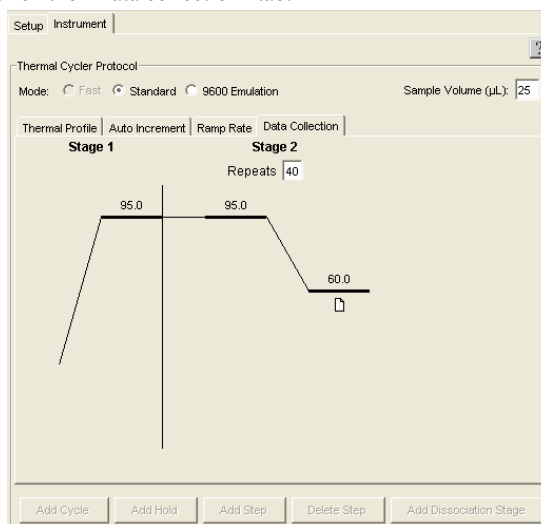 Setup Instrument
?
Thermal Cycler Protocol
Mode: Fast Standard 9600 Emulation Sample Volume (µL): 25
Thermal Profile Auto Increment Ramp Rate Data Collection
Stage 1 Stage 2
Repeats 40
95.0 95.0
60.0
Add Cycle Add Hold Add Step Delete Step Add Dissociation Stage